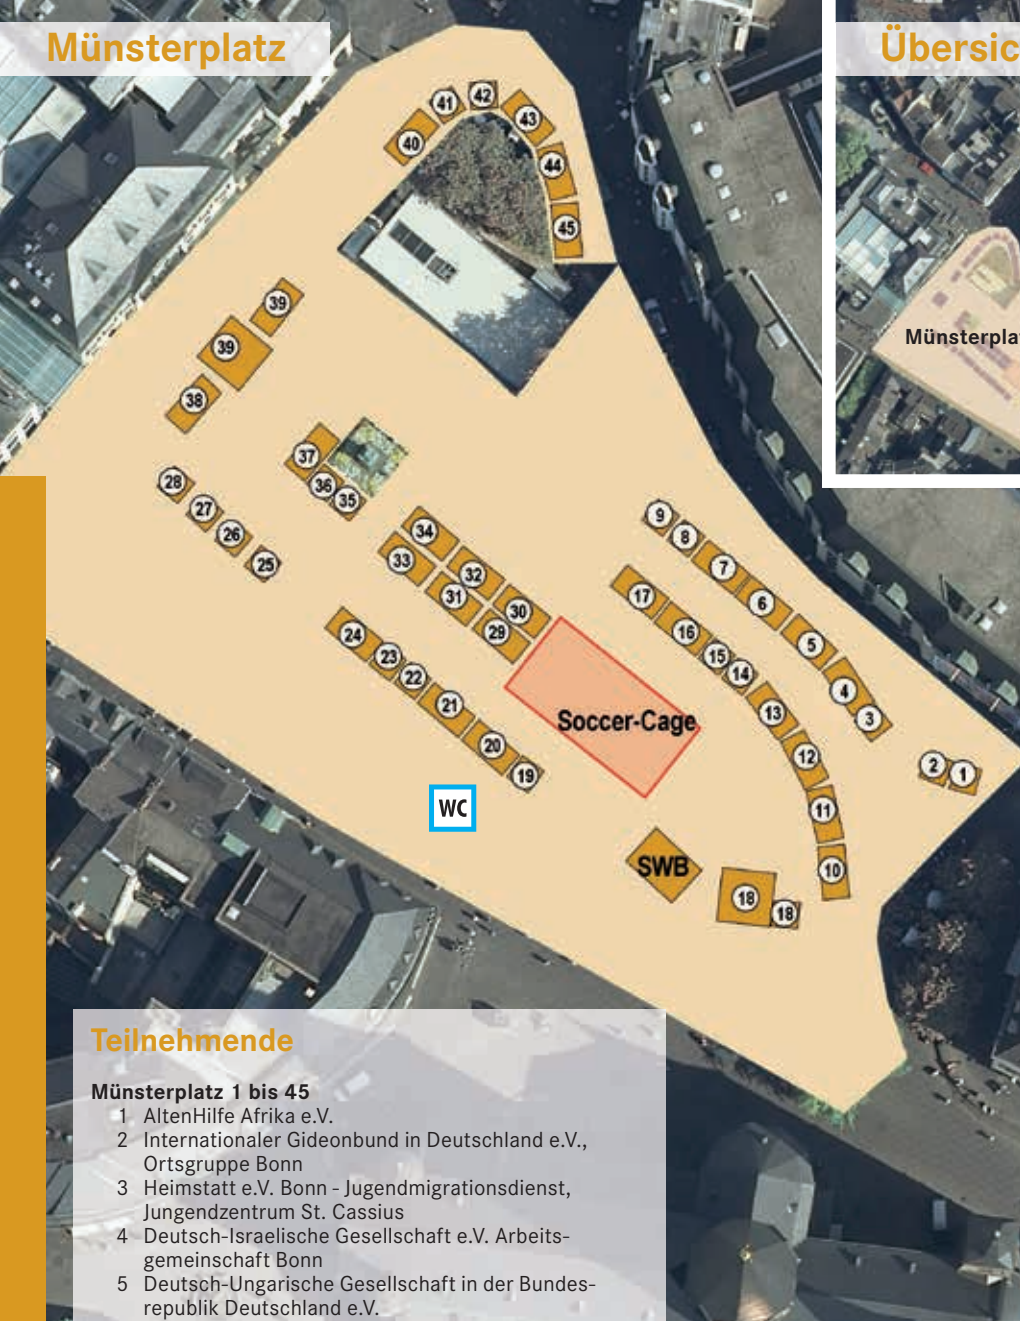 Münsterplatz
Übersic
42
41
43
40
44
45
39
39
Münsterpla
38
37
28
36
35
27
9
34
26
8
33
25
7
32
17
31
6
30
24
29
16
5
23
15
22
14
4
21
13
3
Soccer-Cage
20
12
2
1
19
WC
11
SWB
10
18
18
Teilnehmende
Münsterplatz 1 bis 45
1 AltenHilfe Afrika e.V.
2 Internationaler Gideonbund in Deutschland e.V.,
Ortsgruppe Bonn
3 Heimstatt e.V. Bonn - Jugendmigrationsdienst,
Jungendzentrum St. Cassius
4 Deutsch-Israelische Gesellschaft e.V. Arbeits-
gemeinschaft Bonn
5 Deutsch-Ungarische Gesellschaft in der Bundes-
republik Deutschland e.V.